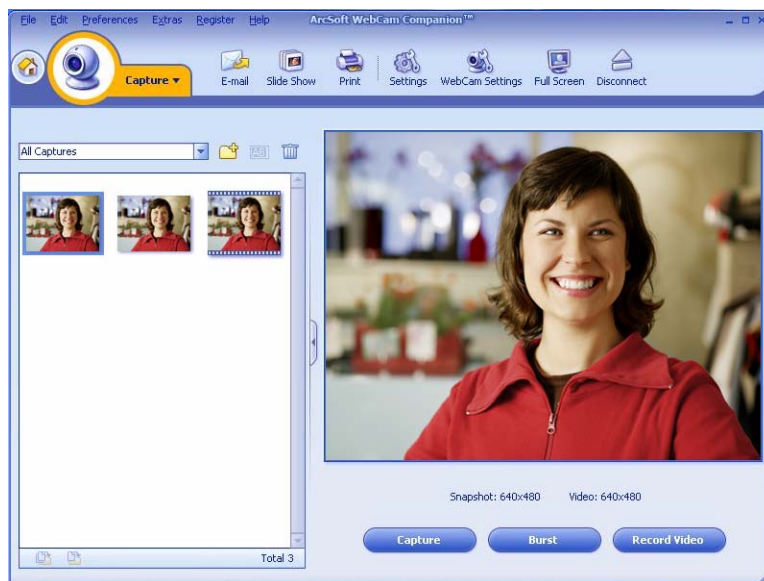 File Edit Preferences Extras Register Help ArcSoft WebCam Companion™
Capture ▾ E-mail Slide Show Print Settings WebCam Settings Full Screen Disconnect
All Captures
Snapshot: 640x480 Video: 640x480
Capture Burst Record Video
Total 3